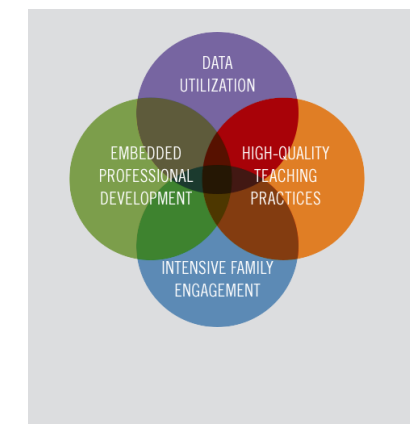 DATA
UTILIZATION
EMBEDDED
PROFESSIONAL
DEVELOPMENT
HIGH-QUALITY
TEACHING
PRACTICES
INTENSIVE FAMILY
ENGAGEMENT